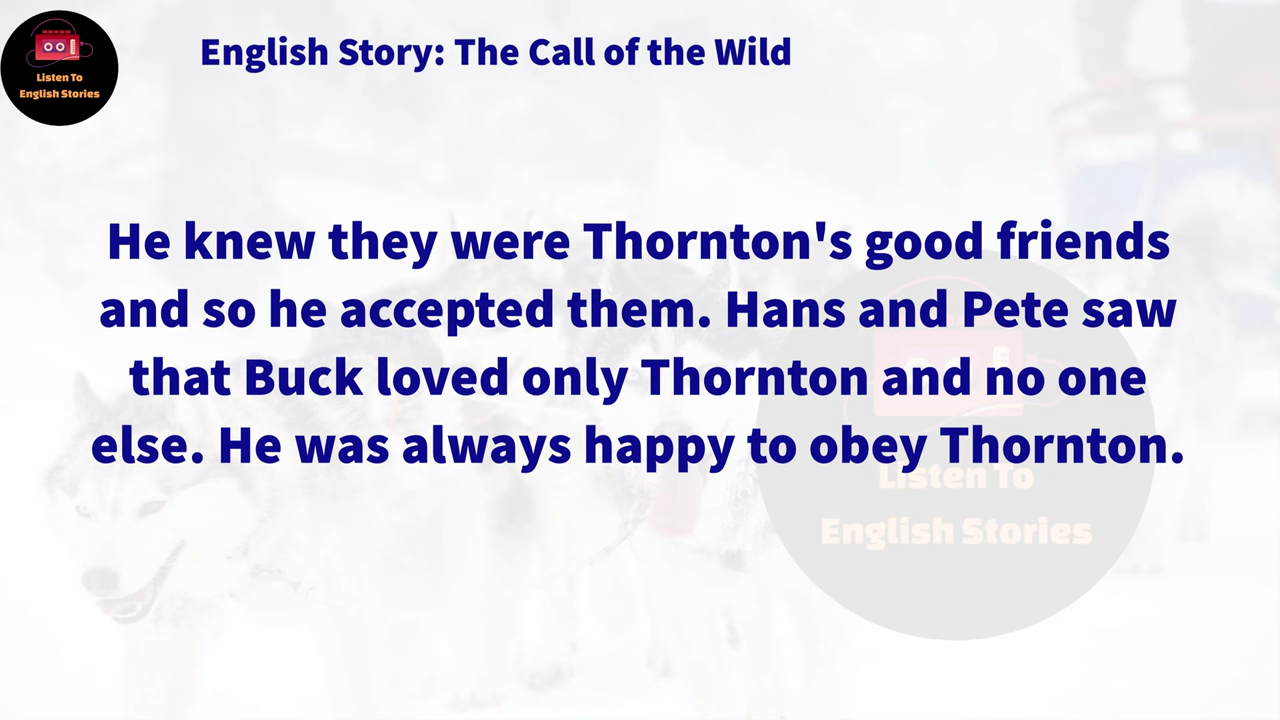 Listen To
English Stories
English Story: The Call of the Wild
He knew they were Thornton's good friends
and so he accepted them. Hans and Pete saw
that Buck loved only Thornton and no one
else. He was always happy to obey Thornton.
Listen To
English Stories